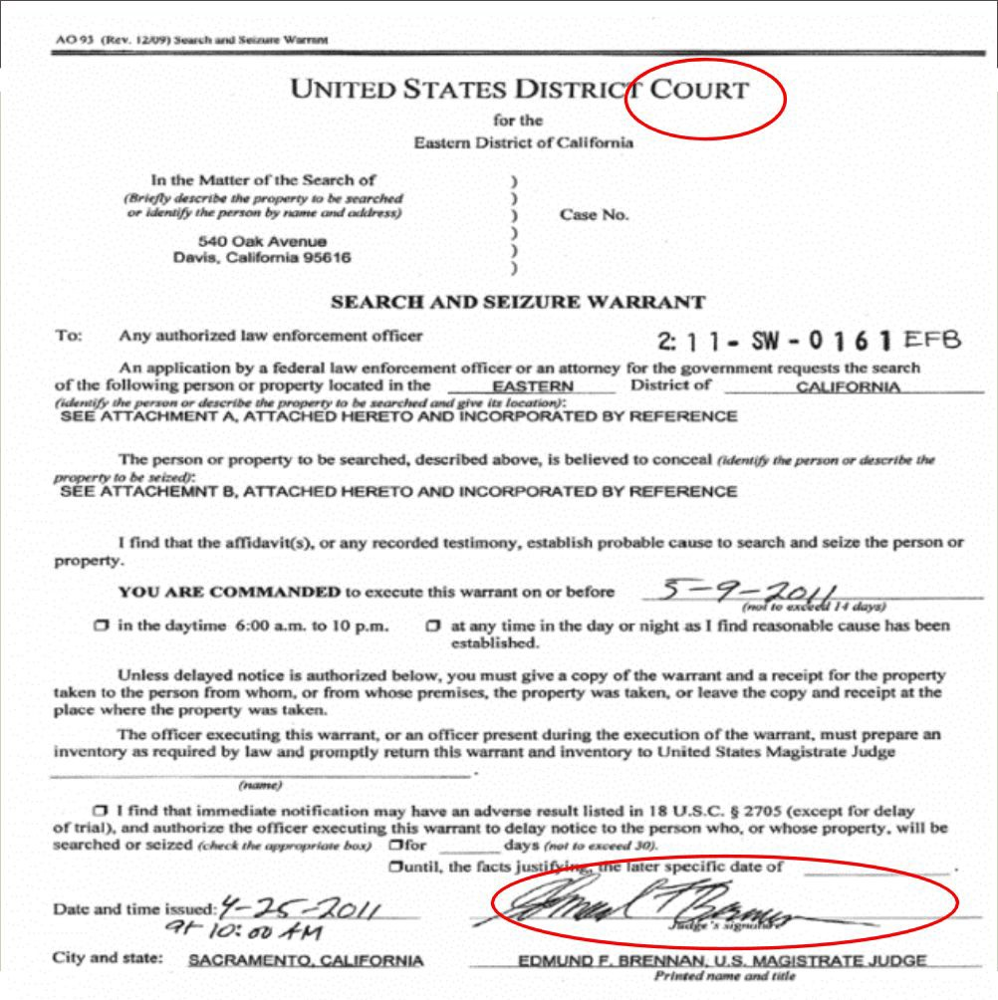 AO 93 (Rev. 12/09) Search and Seizure Warrant
UNITED STATES DISTRICT COURT
for the
Eastern District of California
In the Matter of the Search of
(Briefly describe the property to be searched
or identify the person by name and address)
540 Oak Avenue
Davis, California 95616
)
)
)
)
)
)
Case No.
SEARCH AND SEIZURE WARRANT
To: Any authorized law enforcement officer
2: 11 - SW - 0161 EFB
An application by a federal law enforcement officer or an attorney for the government requests the search
of the following person or property located in the EASTERN District of CALIFORNIA
(identify the person or describe the property to be searched and give its location):
SEE ATTACHMENT A, ATTACHED HERETO AND INCORPORATED BY REFERENCE
The person or property to be searched, described above, is believed to conceal (identify the person or describe the
property to be seized):
SEE ATTACHEMNT B, ATTACHED HERETO AND INCORPORATED BY REFERENCE
I find that the affidavit(s), or any recorded testimony, establish probable cause to search and seize the person or
property.
YOU ARE COMMANDED to execute this warrant on or before 5-9-2011
(not to exceed 14 days)
in the daytime 6:00 a.m. to 10 p.m. at any time in the day or night as I find reasonable cause has been
established.
Unless delayed notice is authorized below, you must give a copy of the warrant and a receipt for the property
taken to the person from whom, or from whose premises, the property was taken, or leave the copy and receipt at the
place where the property was taken.
The officer executing this warrant, or an officer present during the execution of the warrant, must prepare an
inventory as required by law and promptly return this warrant and inventory to United States Magistrate Judge
.
(name)
I find that immediate notification may have an adverse result listed in 18 U.S.C. § 2705 (except for delay
of trial), and authorize the officer executing this warrant to delay notice to the person who, or whose property, will be
searched or seized (check the appropriate box) for days (not to exceed 30).
until, the facts justifying, the later specific date of .
Date and time issued: 4-25-2011
at 10:00 AM
Judge's signature
City and state: SACRAMENTO, CALIFORNIA
EDMUND F. BRENNAN, U.S. MAGISTRATE JUDGE
Printed name and title